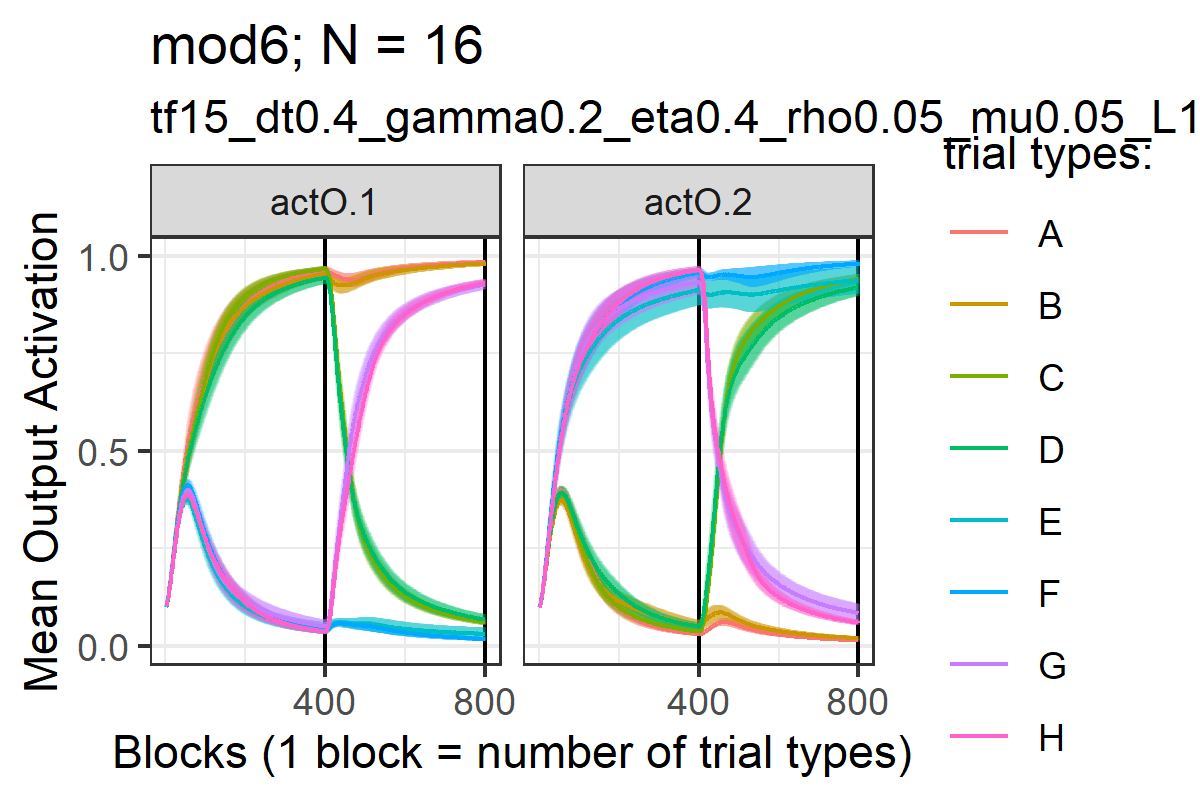 mod6; N = 16
tf15_dt0.4_gamma0.2_eta0.4_rho0.05_mu0.05_L1
trial types:
actO.1
actO.2
Mean Output Activation
1.0
0.5
0.0
400
800
400
800
Blocks (1 block = number of trial types)
A
B
C
D
E
F
G
H